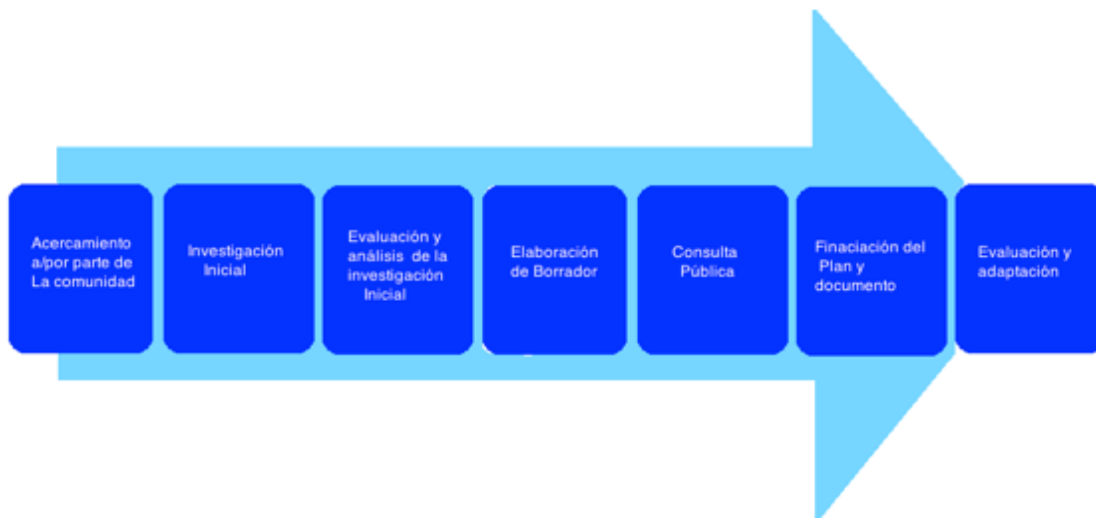 Acercamiento
a/por parte de
La comunidad
Investigación
Inicial
Evaluación y
análisis de la
investigación
Inicial
Elaboración
de Borrador
Consulta
Pública
Finaciación del
Plan y
documento
Evaluación y
adaptación